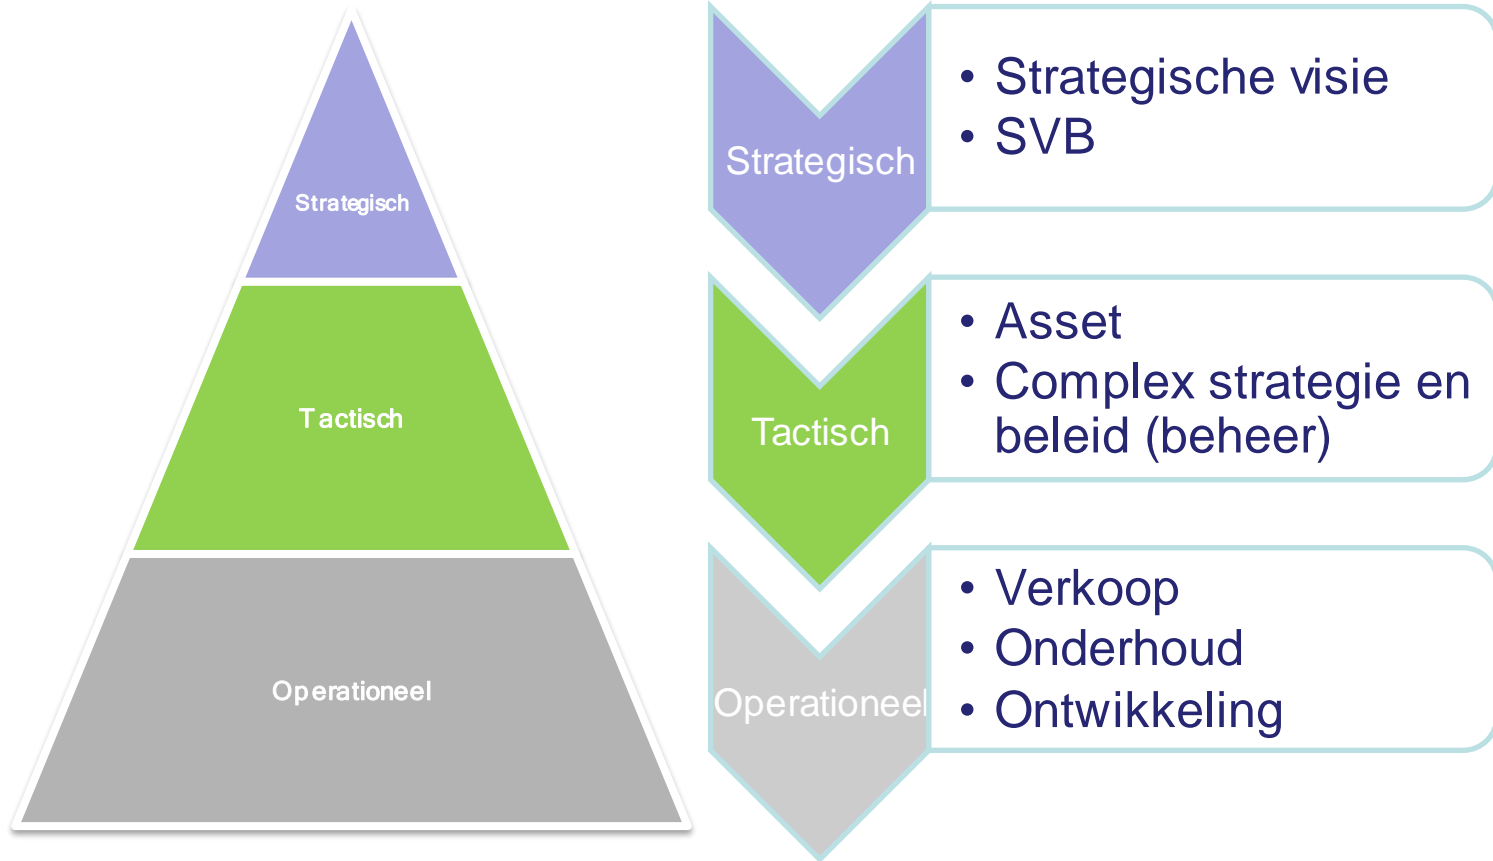 Strategisch
Tactisch
Operationeel
Strategisch
• Strategische visie
• SVB
Tactisch
• Asset
• Complex strategie en
beleid (beheer)
Operationeel
• Verkoop
• Onderhoud
• Ontwikkeling